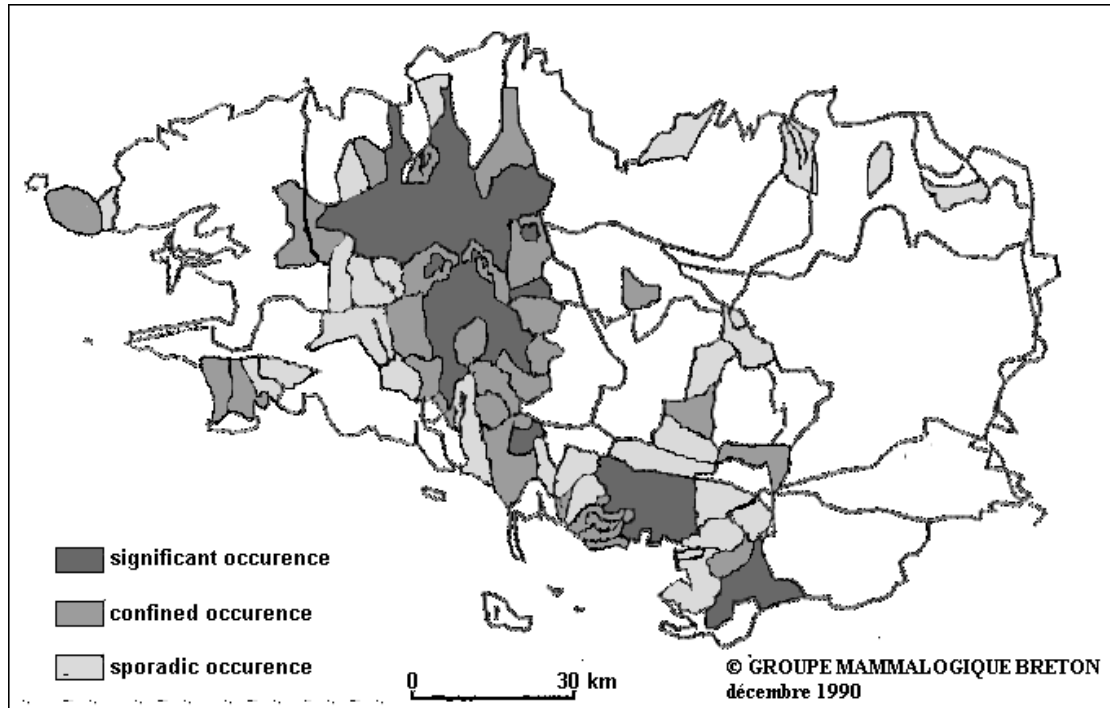 significant occurence
confined occurence
sporadic occurence
0 30 km
© GROUPE MAMMALOGIQUE BRETON
décembre 1990